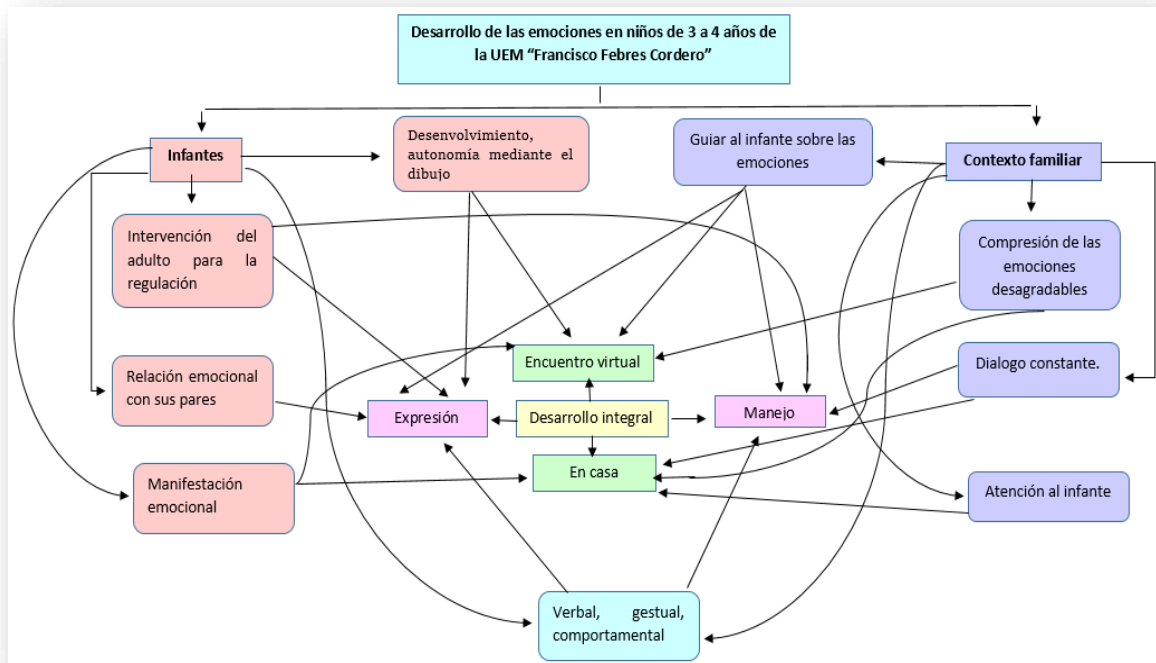 Desarrollo de las emociones en niños de 3 a 4 años de
la UEM “Francisco Febres Cordero”
Infantes
Desenvolvimiento,
autonomía mediante el
dibujo
Guiar al infante sobre las
emociones
Contexto familiar
Intervención del
adulto para la
regulación
Compresión de las
emociones
desagradables
Encuentro virtual
Relación emocional
con sus pares
Dialogo constante.
Expresión
Desarrollo integral
Manejo
En casa
Manifestación
emocional
Atención al infante
Verbal, gestual,
comportamental